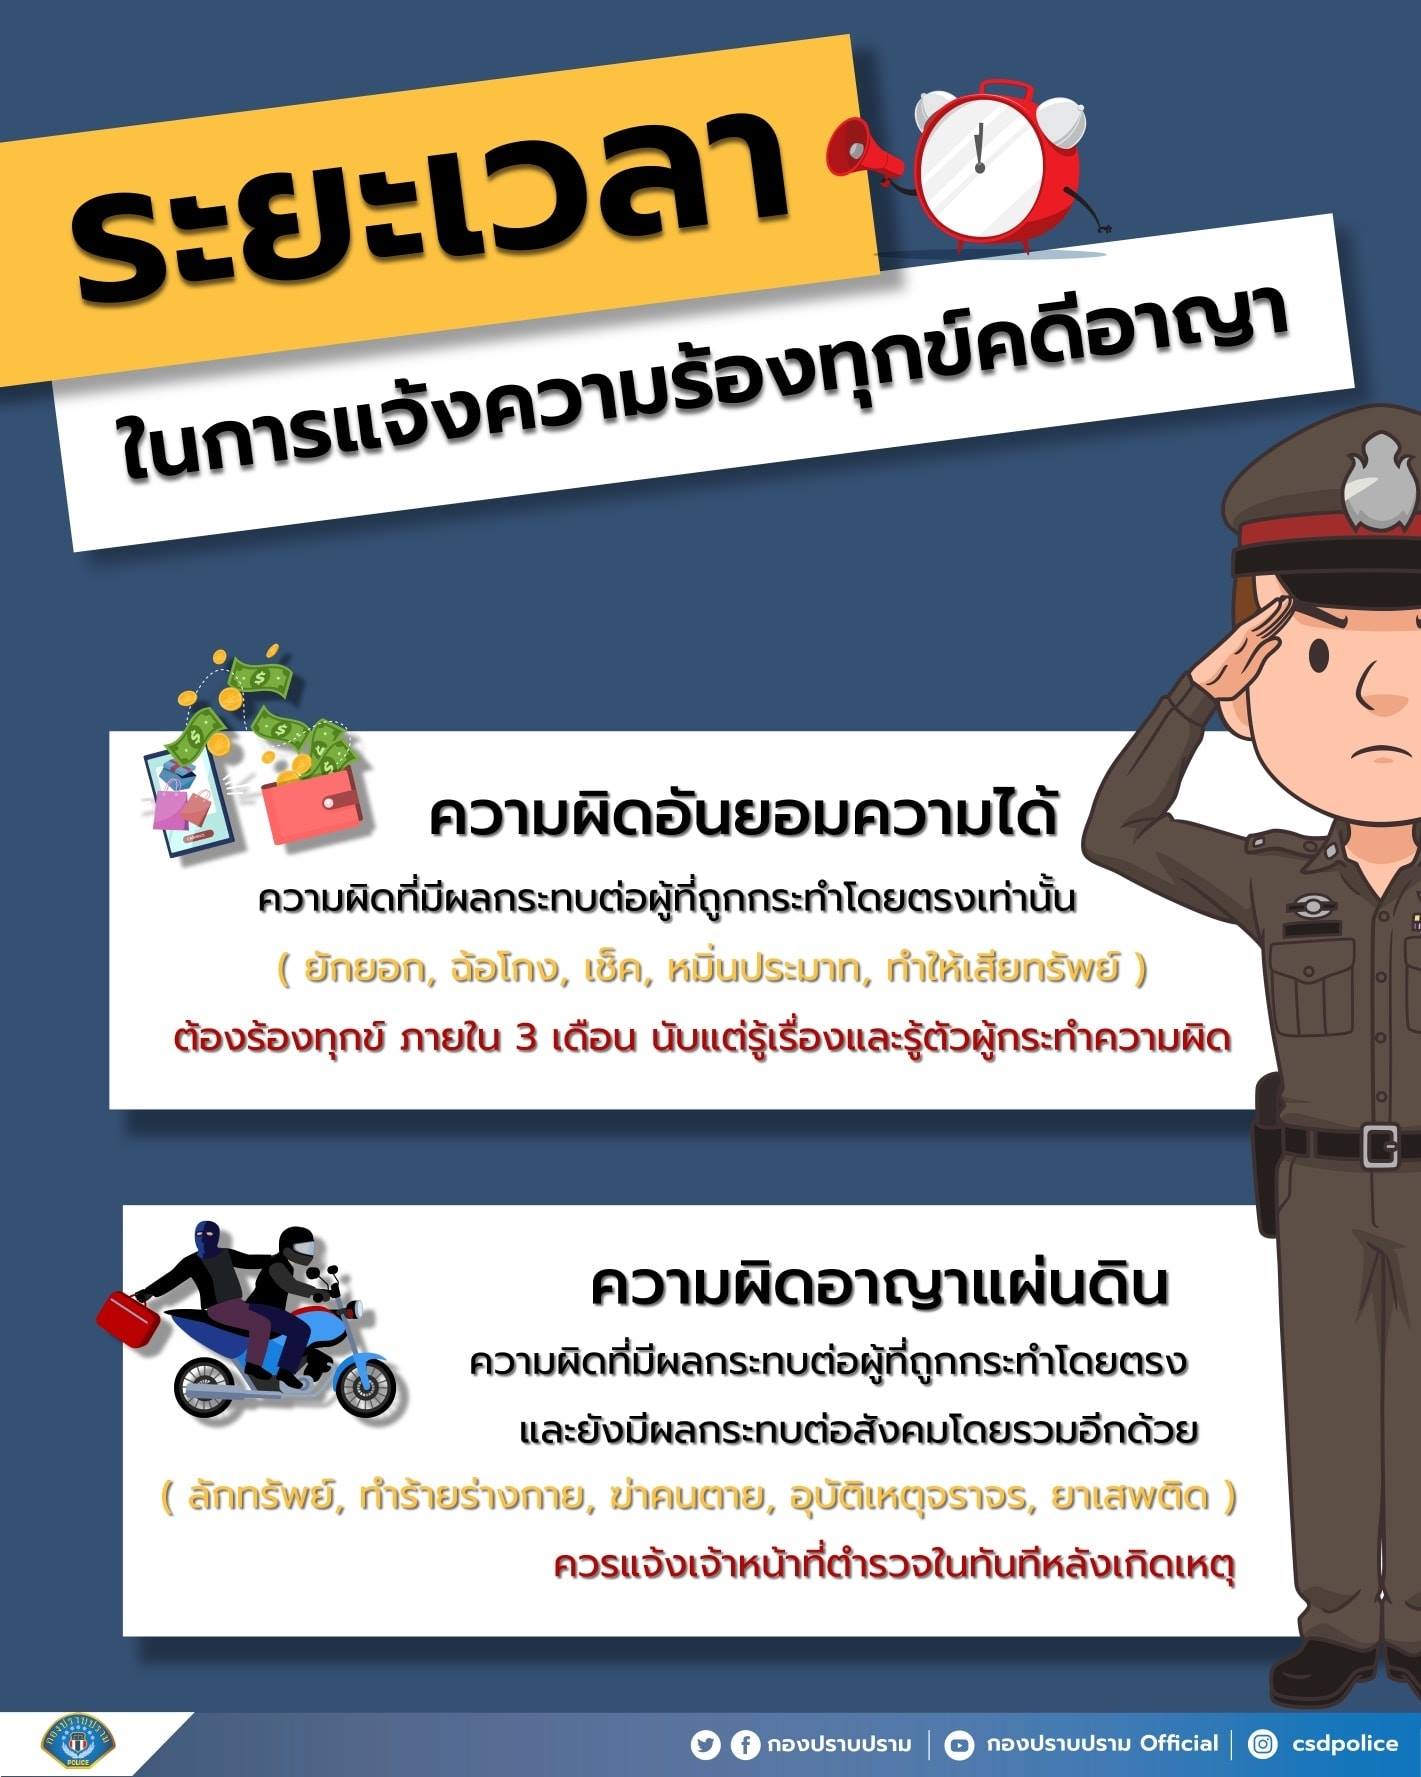 ระยะเวลา
ในการแจ้งความร้องทุกข์คดีอาญา
ความผิดอันยอมความได้
ความผิดที่มีผลกระทบต่อผู้ที่ถูกกระทำโดยตรงเท่านั้น
( ยักยอก, ฉ้อโกง, เช็ค, หมิ่นประมาท, ทำให้เสียทรัพย์ )
ต้องร้องทุกข์ ภายใน 3 เดือน นับแต่รู้เรื่องและรู้ตัวผู้กระทำความผิด
ความผิดอาญาแผ่นดิน
ความผิดที่มีผลกระทบต่อผู้ที่ถูกกระทำโดยตรง
และยังมีผลกระทบต่อสังคมโดยรวมอีกด้วย
( ลักทรัพย์, ทำร้ายร่างกาย, ฆ่าคนตาย, อุบัติเหตุจราจร, ยาเสพติด )
ควรแจ้งเจ้าหน้าที่ตำรวจในทันทีหลังเกิดเหตุ
กองปราบปราม
POLICE
กองปราบปราม | กองปราบปราม Official | csdpolice